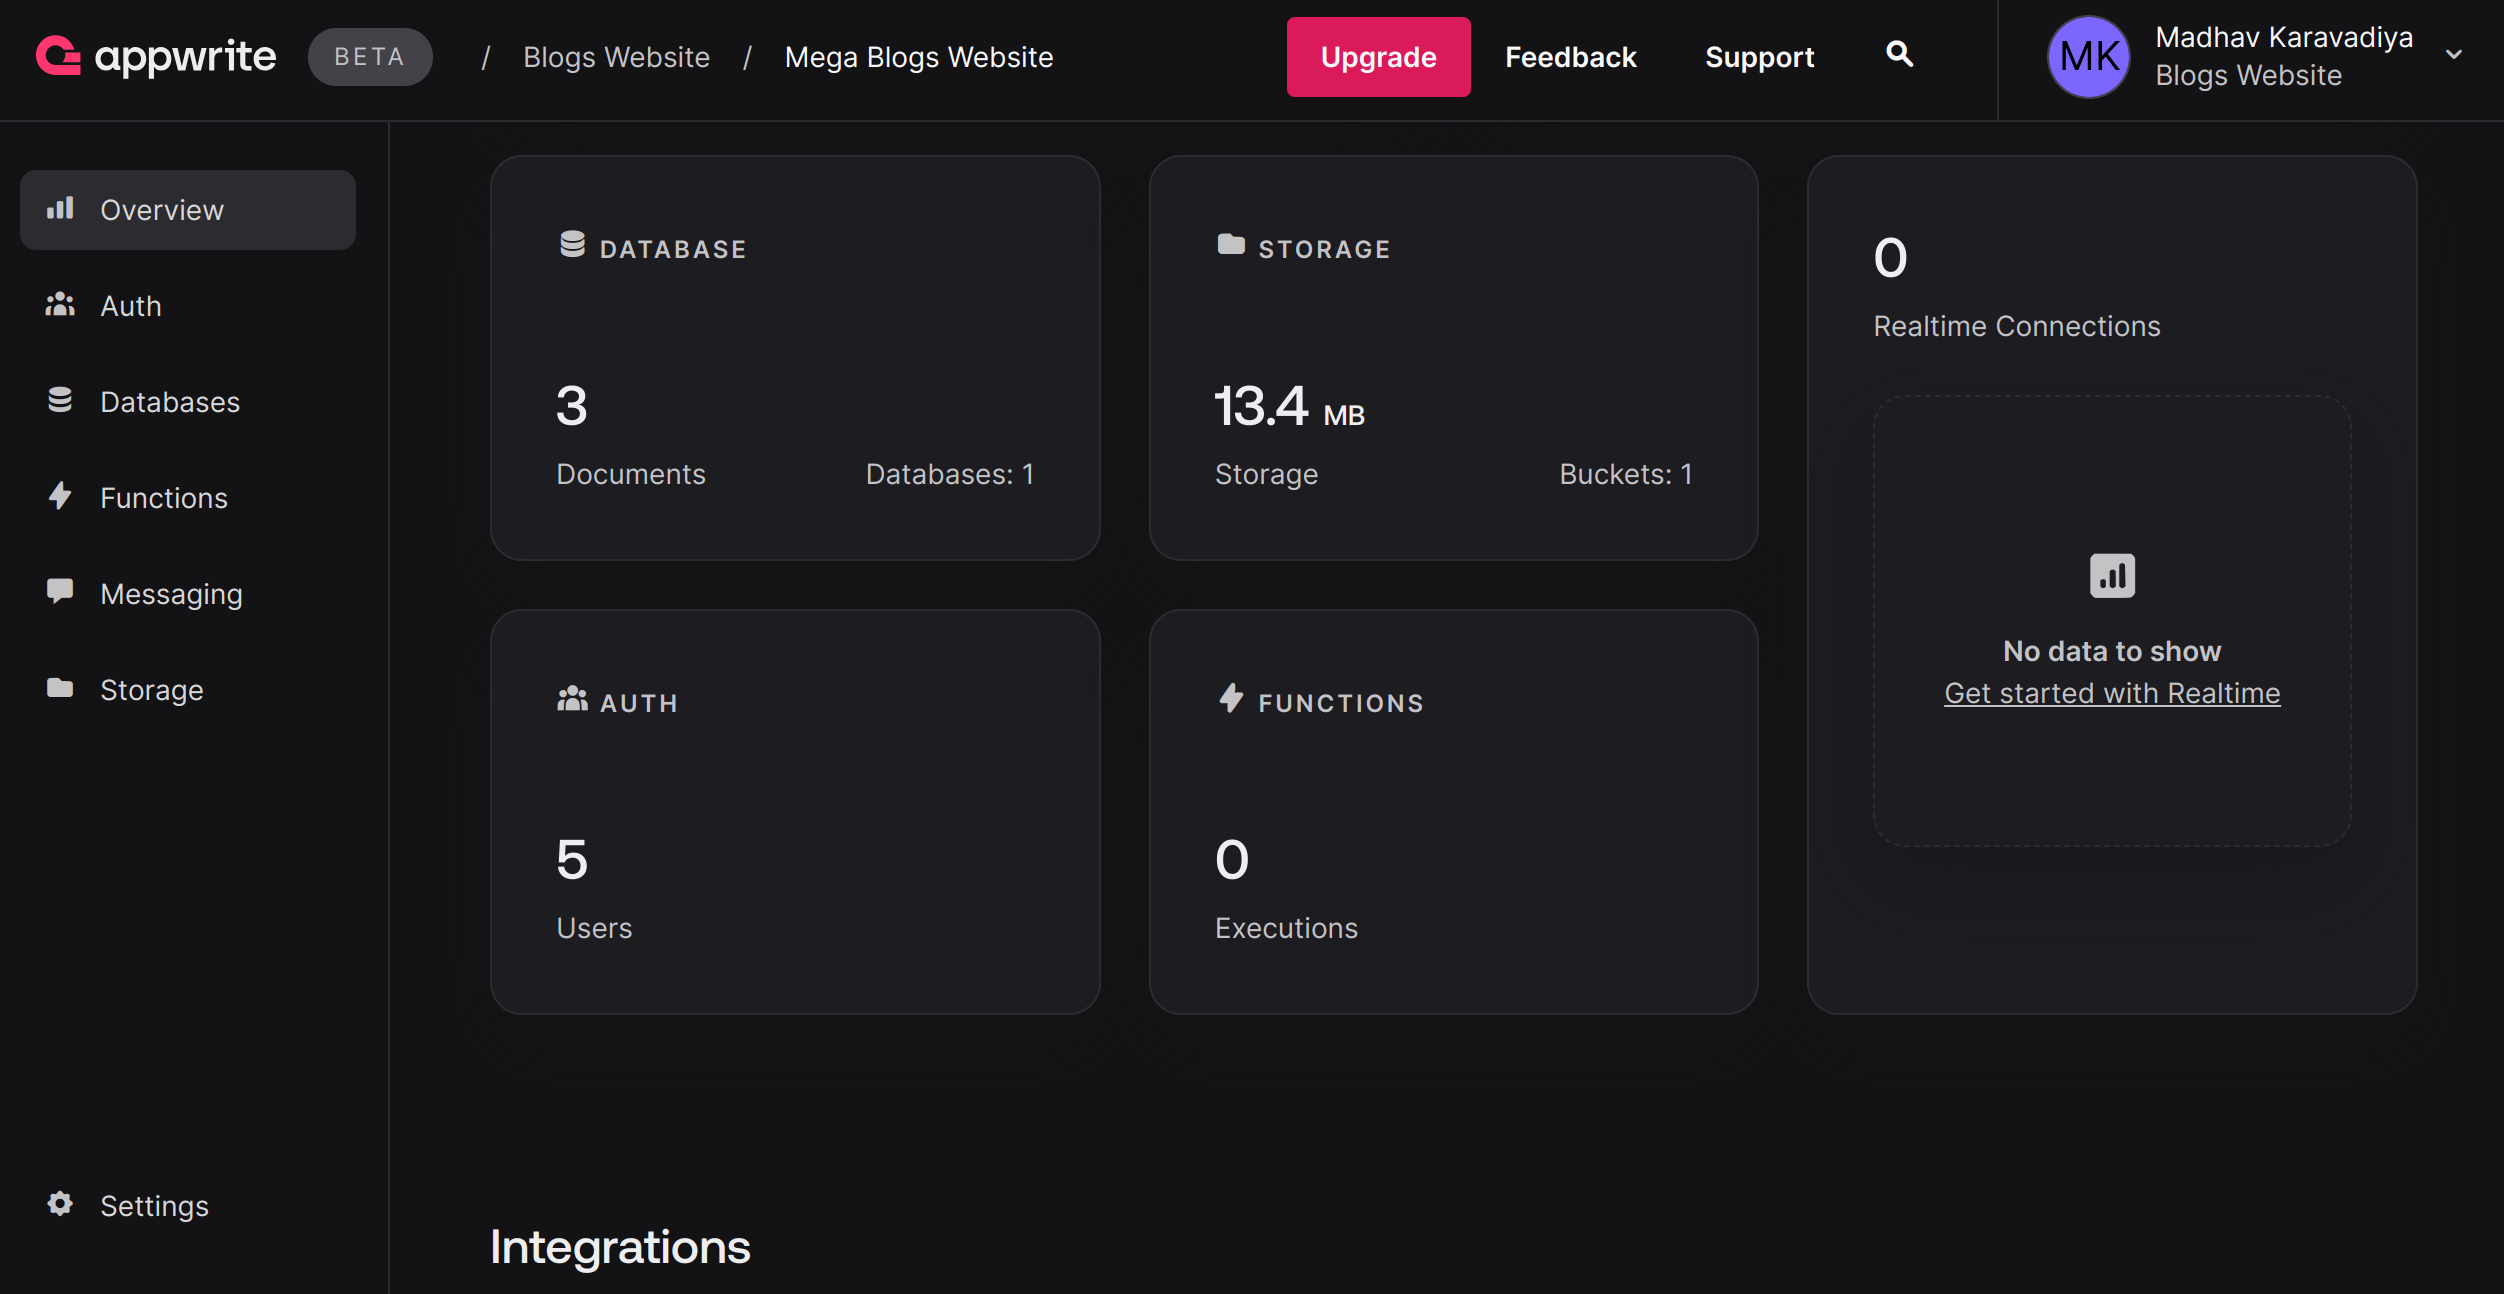 appwrite BETA / Blogs Website / Mega Blogs Website Upgrade Feedback Support MK Madhav Karavadiya
Blogs Website
Overview
Auth
Databases
Functions
Messaging
Storage
Settings
DATABASE
3
Documents Databases: 1
STORAGE
13.4 MB
Storage Buckets: 1
0
Realtime Connections
No data to show
Get started with Realtime
AUTH
5
Users
FUNCTIONS
0
Executions
Integrations